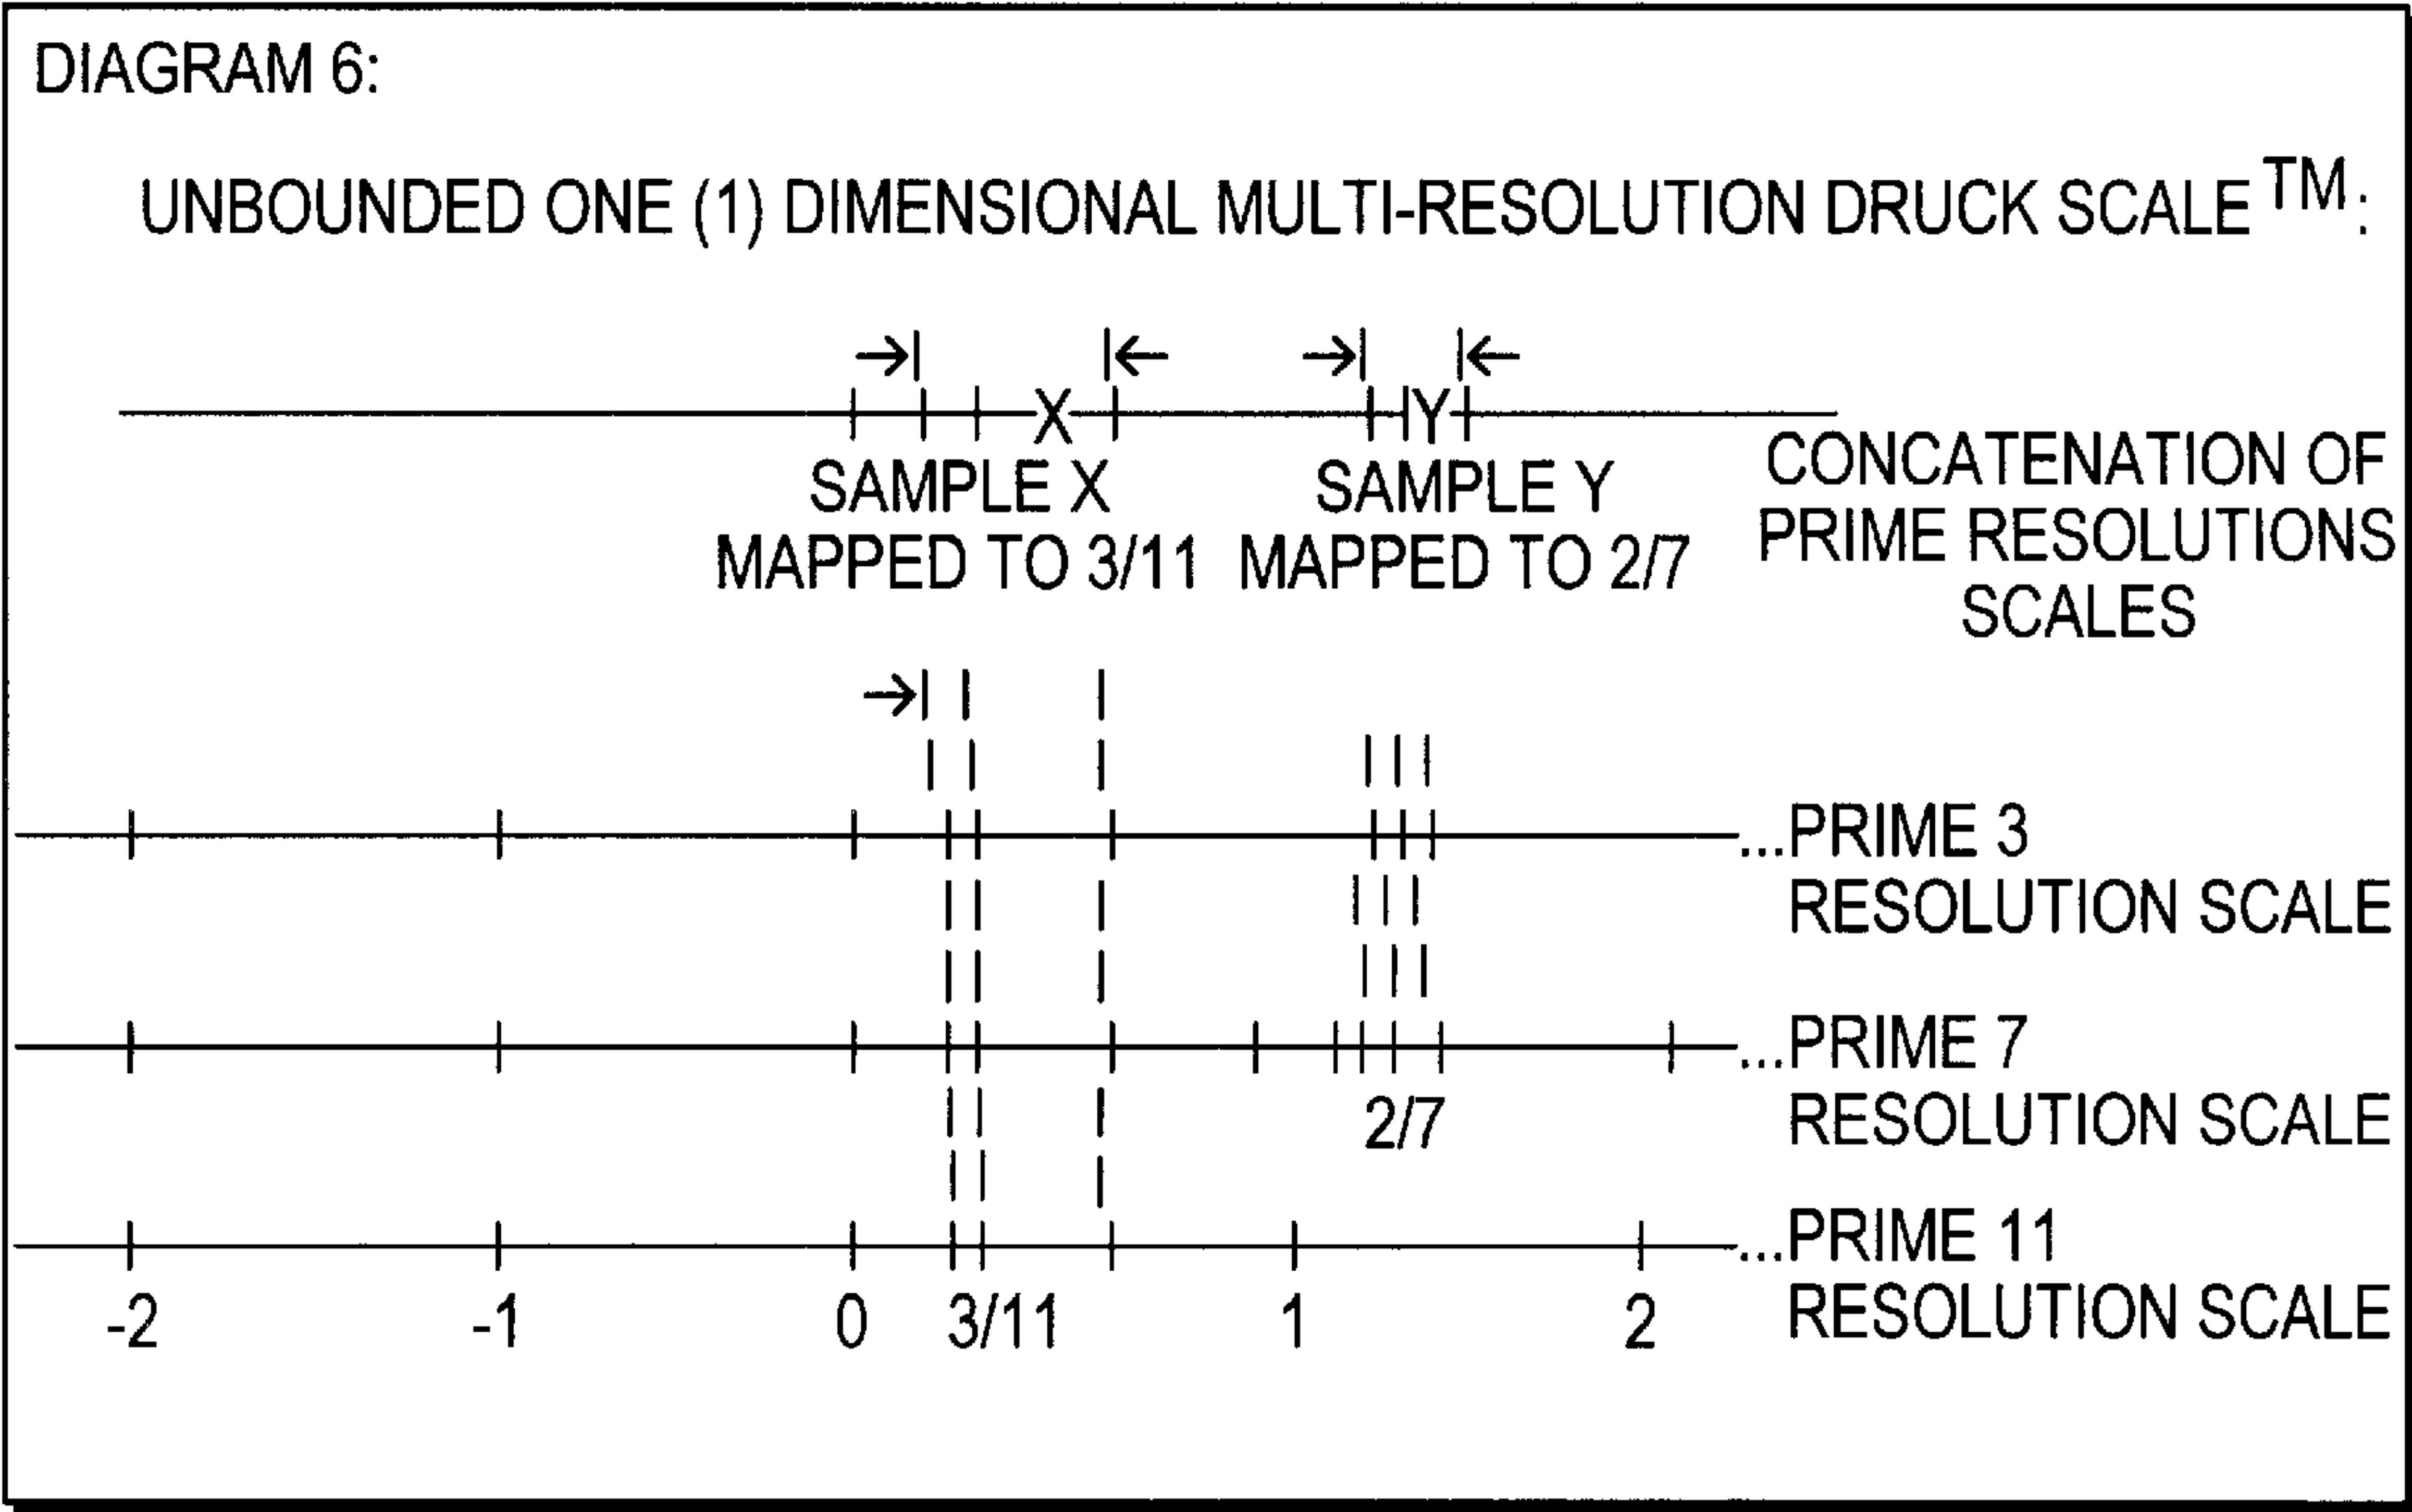 DIAGRAM 6:
UNBOUNDED ONE (1) DIMENSIONAL MULTI-RESOLUTION DRUCK SCALE™:
X
Y
SAMPLE X
MAPPED TO 3/11
SAMPLE Y
MAPPED TO 2/7
CONCATENATION OF
PRIME RESOLUTIONS
SCALES
...PRIME 3
RESOLUTION SCALE
...PRIME 7
RESOLUTION SCALE
2/7
...PRIME 11
RESOLUTION SCALE
-2 -1 0 3/11 1 2